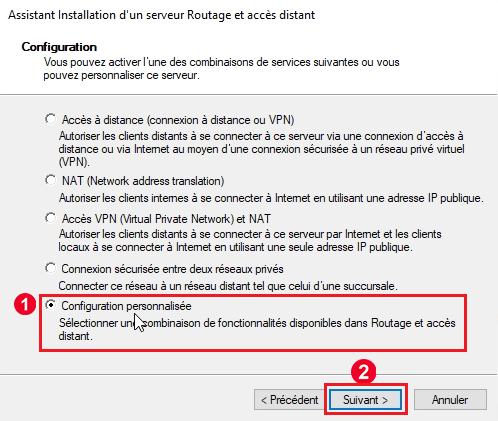 Assistant Installation d'un serveur Routage et accès distant
Configuration
Vous pouvez activer l'une des combinaisons de services suivantes ou vous
pouvez personnaliser ce serveur.
Accès à distance (connexion à distance ou VPN)
Autoriser les clients distants à se connecter à ce serveur via une connexion d'accès à
distance ou via Internet au moyen d'une connexion sécurisée à un réseau privé virtuel
(VPN).
NAT (Network address translation)
Autoriser les clients internes à se connecter à Internet en utilisant une adresse IP publique.
Accès VPN (Virtual Private Network) et NAT
Autoriser les clients distants à se connecter à ce serveur par Internet et les clients
locaux à se connecter à Internet en utilisant une seule adresse IP publique.
Connexion sécurisée entre deux réseaux privés
Connecter ce réseau à un réseau distant tel que celui d'une succursale.
1 Configuration personnalisée
Sélectionner une combinaison de fonctionnalités disponibles dans Routage et accès
distant.
2
< Précédent Suivant > Annuler